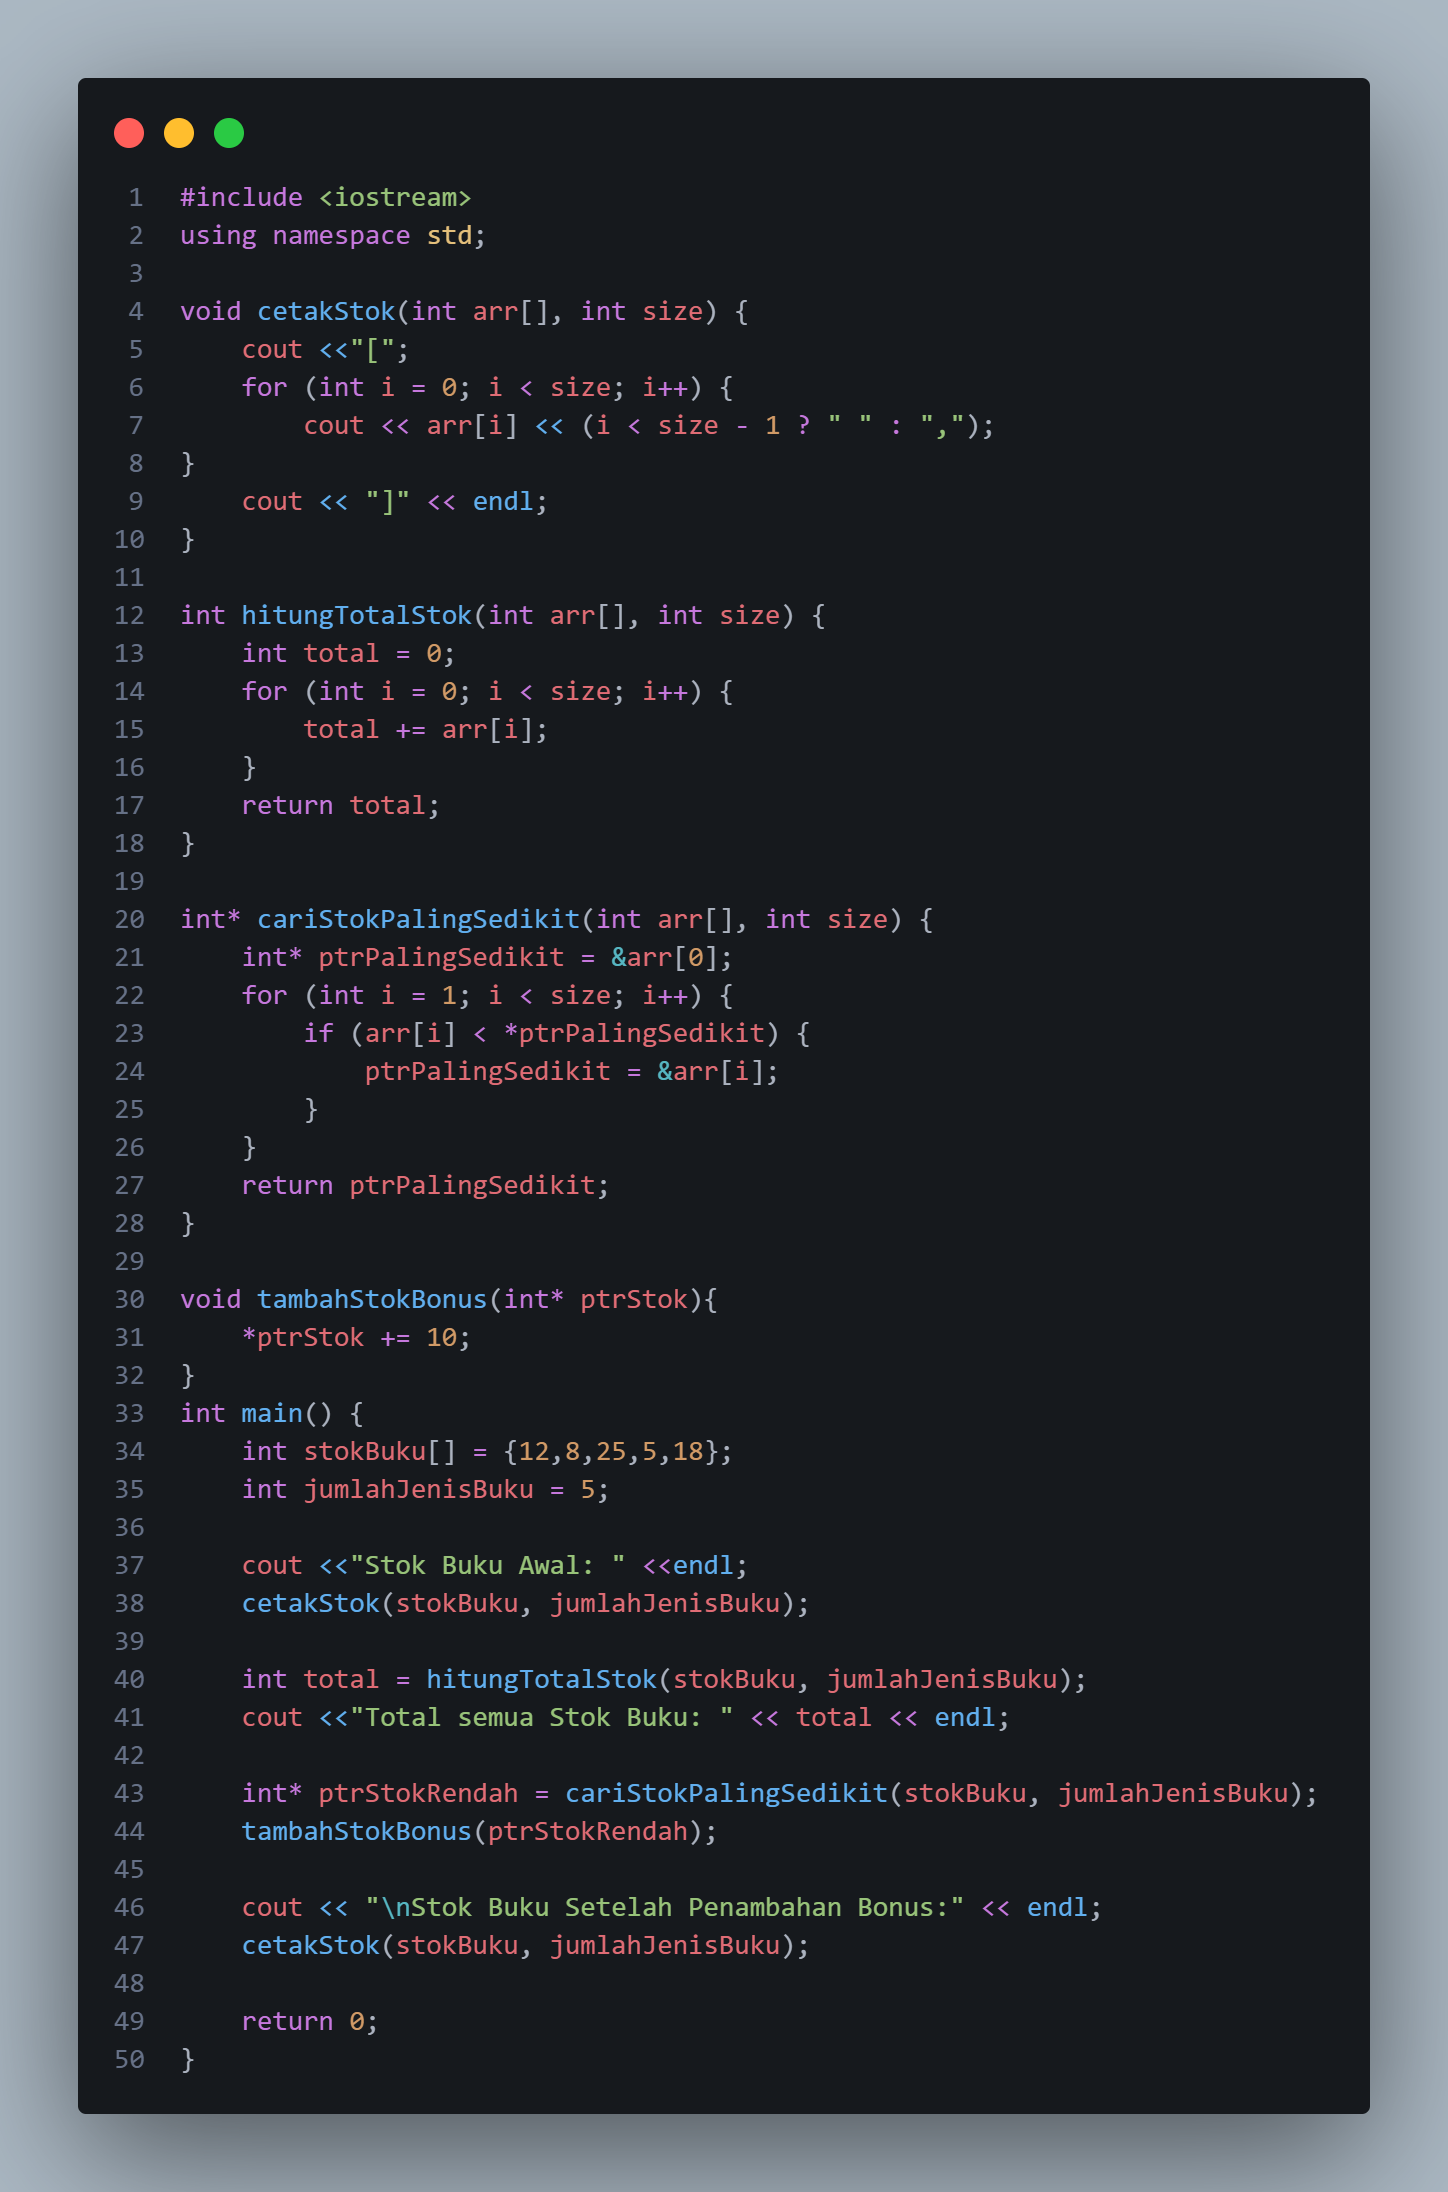 1 #include <iostream>
2 using namespace std;
3
4 void cetakStok(int arr[], int size) {
5     cout <<"[";
6     for (int i = 0; i < size; i++) {
7         cout << arr[i] << (i < size - 1 ? " " : ",");
8 }
9     cout << "]" << endl;
10 }
11
12 int hitungTotalStok(int arr[], int size) {
13     int total = 0;
14     for (int i = 0; i < size; i++) {
15         total += arr[i];
16     }
17     return total;
18 }
19
20 int* cariStokPalingSedikit(int arr[], int size) {
21     int* ptrPalingSedikit = &arr[0];
22     for (int i = 1; i < size; i++) {
23         if (arr[i] < *ptrPalingSedikit) {
24             ptrPalingSedikit = &arr[i];
25         }
26     }
27     return ptrPalingSedikit;
28 }
29
30 void tambahStokBonus(int* ptrStok){
31     *ptrStok += 10;
32 }
33 int main() {
34     int stokBuku[] = {12,8,25,5,18};
35     int jumlahJenisBuku = 5;
36
37     cout <<"Stok Buku Awal: " <<endl;
38     cetakStok(stokBuku, jumlahJenisBuku);
39
40     int total = hitungTotalStok(stokBuku, jumlahJenisBuku);
41     cout <<"Total semua Stok Buku: " << total << endl;
42
43     int* ptrStokRendah = cariStokPalingSedikit(stokBuku, jumlahJenisBuku);
44     tambahStokBonus(ptrStokRendah);
45
46     cout << "\nStok Buku Setelah Penambahan Bonus:" << endl;
47     cetakStok(stokBuku, jumlahJenisBuku);
48
49     return 0;
50 }